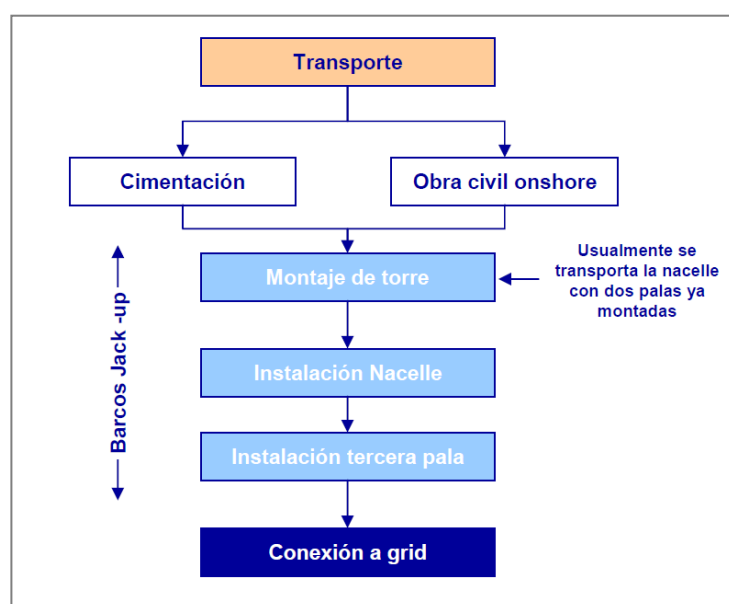 Transporte
Cimentación
Obra civil onshore
Barcos Jack -up
Montaje de torre
Usualmente se
transporta la nacelle
con dos palas ya
montadas
Instalación Nacelle
Instalación tercera pala
Conexión a grid